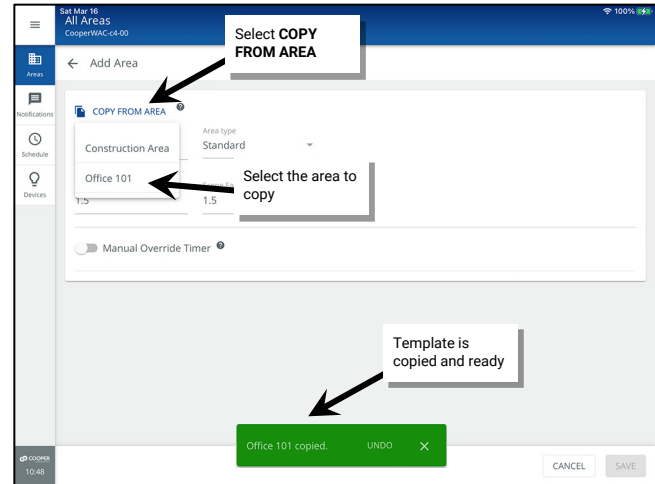 Sat Mar 16
100%
All Areas
CooperWAC-c4-00
Select COPY
FROM AREA
Areas
Add Area
Notifications
COPY FROM AREA
Area type
Standard
Construction Area
Schedule
Office 101
Select the area to
copy
Devices
1.5
1.5
Manual Override Timer
Template is
copied and ready
Office 101 copied.
UNDO
COOPER
10:48
CANCEL
SAVE